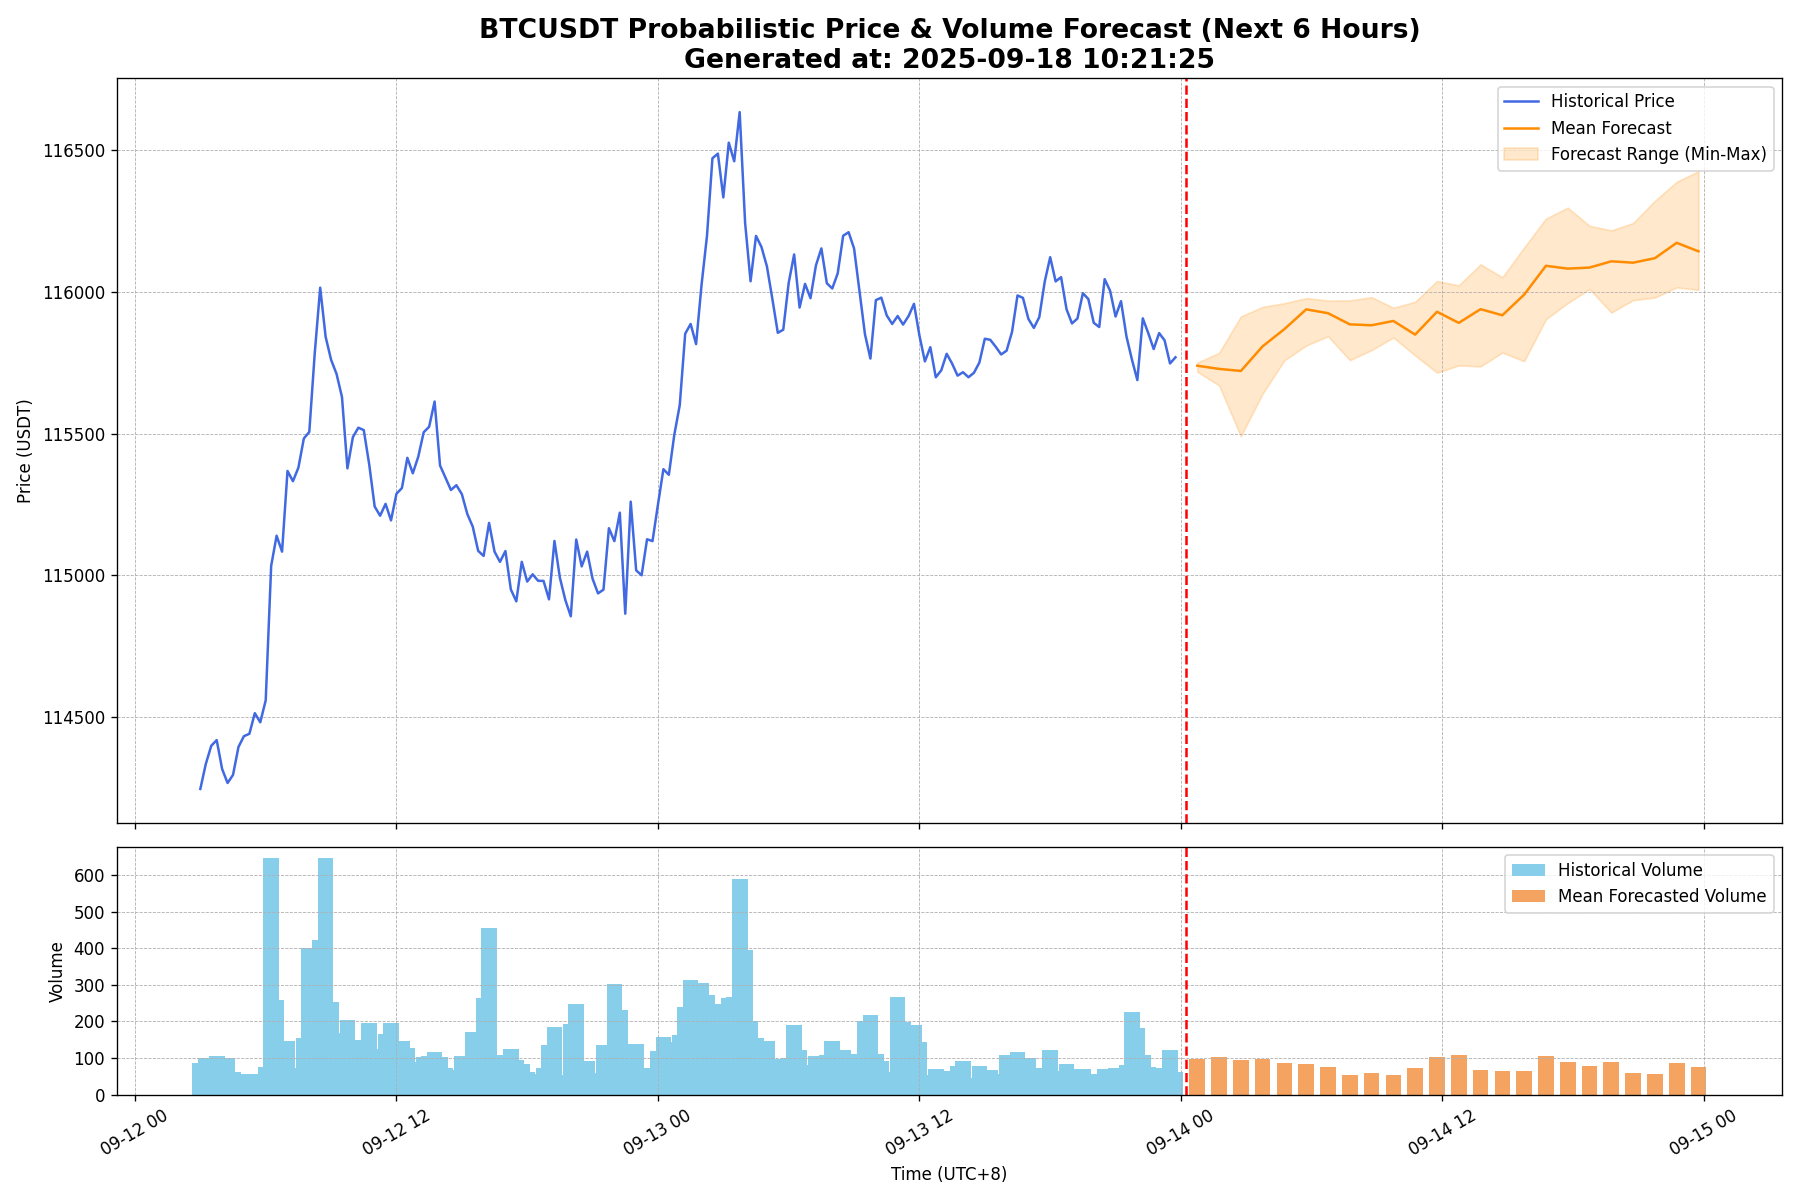 BTCUSDT Probabilistic Price & Volume Forecast (Next 6 Hours)
Generated at: 2025-09-18 10:21:25
Historical Price
Mean Forecast
Forecast Range (Min-Max)
116500
116000
115500
115000
114500
Price (USDT)
Historical Volume
Mean Forecasted Volume
600
500
400
300
200
100
0
Volume
09-12 00
09-12 12
09-13 00
09-13 12
09-14 00
09-14 12
09-15 00
Time (UTC+8)